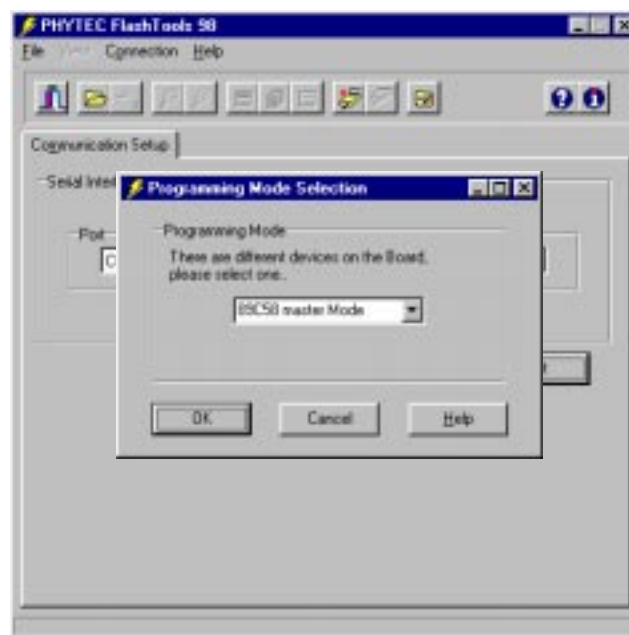 PHYTEC FlashTools 98
File View Connection Help
Communication Setup
Serial Inter
Programming Mode Selection
Port
C
Programming Mode
There are different devices on the Board,
please select one..
89C58 master Mode
OK Cancel Help